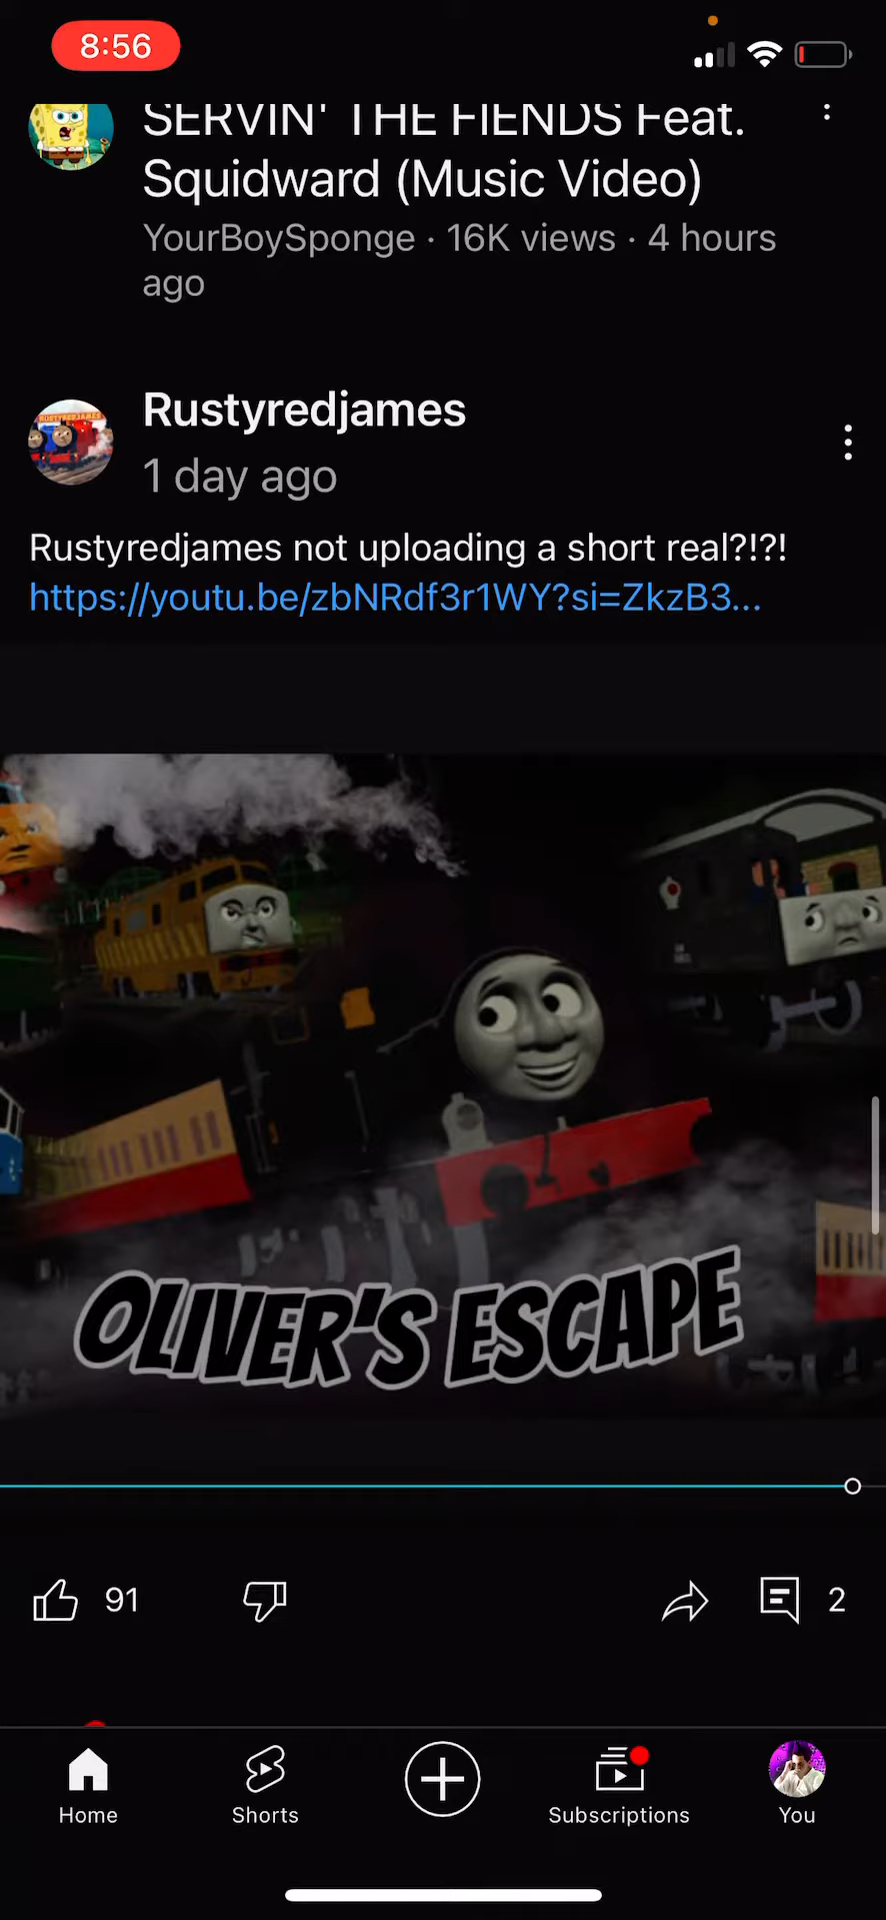 8:56
SERVIN' THE FIENDS Feat.
Squidward (Music Video)
YourBoySponge · 16K views · 4 hours
ago
Rustyredjames
1 day ago
Rustyredjames not uploading a short real?!?!
https://youtu.be/zbNRdf3r1WY?si=ZkzB3...
OLIVER'S ESCAPE
91
2
Home
Shorts
Subscriptions
You